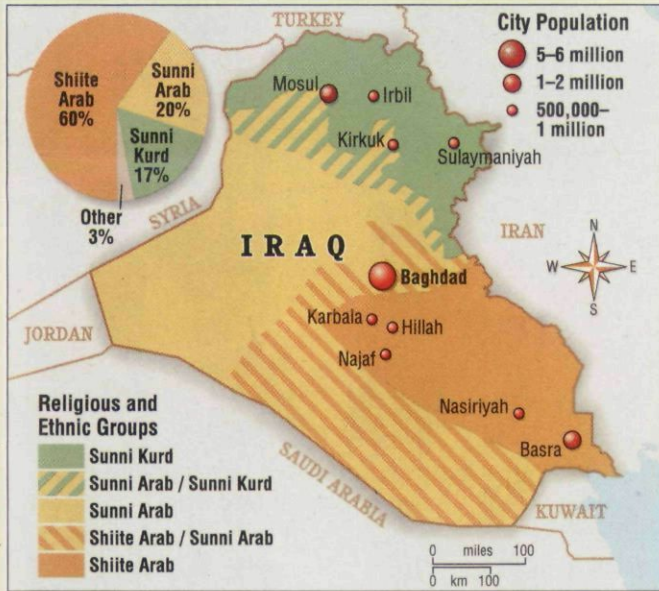 TURKEY
City Population
5–6 million
1–2 million
500,000–
1 million
Shiite
Arab
60%
Sunni
Arab
20%
Sunni
Kurd
17%
Other
3%
Mosul
Irbil
Kirkuk
Sulaymaniyah
SYRIA
IRAQ
IRAN
N
W
E
S
Baghdad
JORDAN
Karbala
Hillah
Najaf
Nasiriyah
Basra
Religious and
Ethnic Groups
Sunni Kurd
Sunni Arab / Sunni Kurd
Sunni Arab
Shiite Arab / Sunni Arab
Shiite Arab
SAUDI ARABIA
KUWAIT
0 miles 100
0 km 100